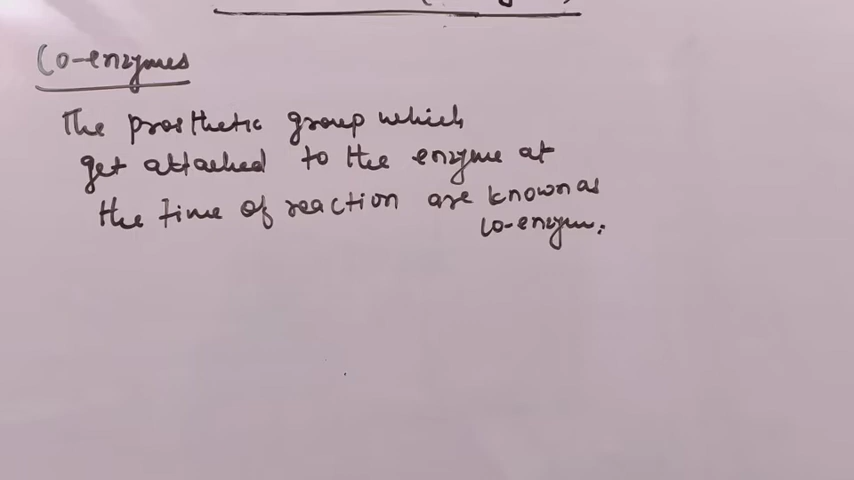 Co-enzymes
The prosthetic group which
get attached to the enzyme at
the time of reaction are known as
co-enzym.